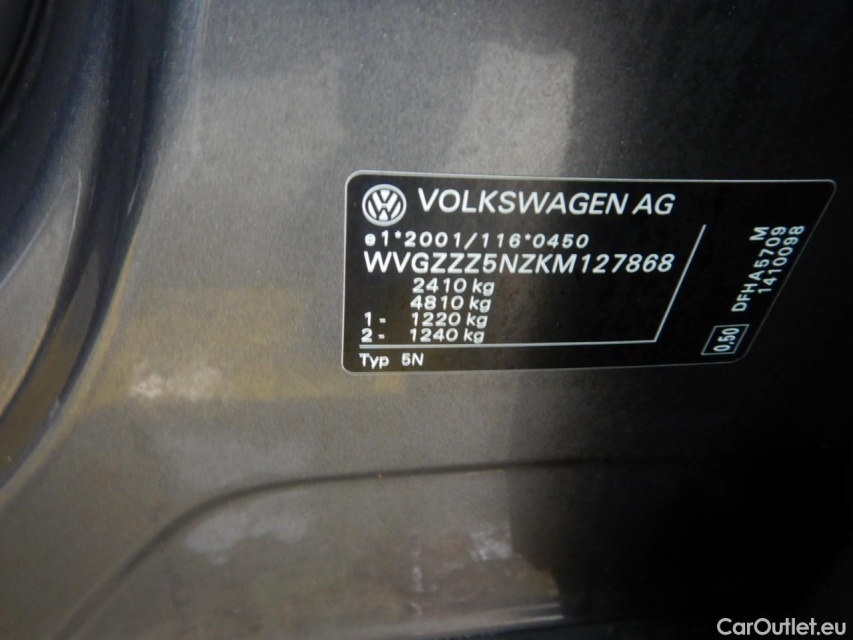 VOLKSWAGEN AG
e1*2001/116*0450
WVGZZZ5NZKM127868
2410 kg
4810 kg
1- 1220 kg
2- 1240 kg
Typ 5N
M
DFHA5709
1410098
0,50
CarOutlet.eu